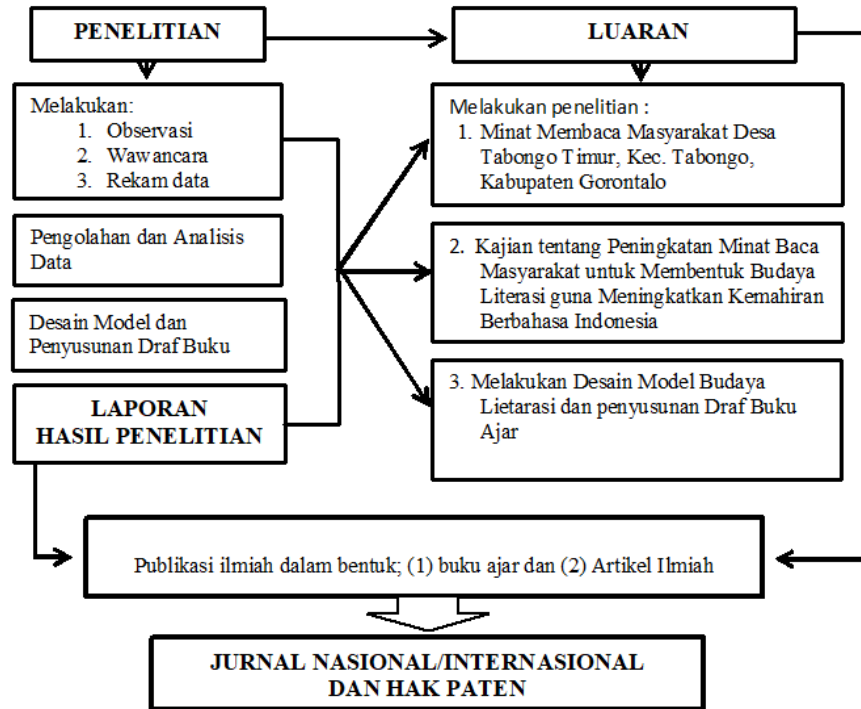 PENELITIAN
LUARAN
Melakukan:
1. Observasi
2. Wawancara
3. Rekam data
Pengolahan dan Analisis
Data
Desain Model dan
Penyusunan Draf Buku
LAPORAN
HASIL PENELITIAN
Melakukan penelitian :
1. Minat Membaca Masyarakat Desa
Tabongo Timur, Kec. Tabongo,
Kabupaten Gorontalo
2. Kajian tentang Peningkatan Minat Baca
Masyarakat untuk Membentuk Budaya
Literasi guna Meningkatkan Kemahiran
Berbahasa Indonesia
3. Melakukan Desain Model Budaya
Lietarasi dan penyusunan Draf Buku
Ajar
Publikasi ilmiah dalam bentuk; (1) buku ajar dan (2) Artikel Ilmiah
JURNAL NASIONAL/INTERNASIONAL
DAN HAK PATEN